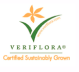 VERIFLORA®
Certified Sustainably Grown